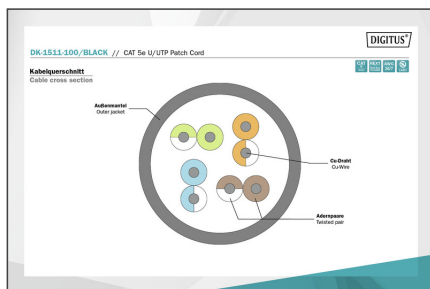 DIGITUS®
DK-1511-100/BLACK // CAT 5e U/UTP Patch Cord
Kabelquerschnitt
Cable cross section
Außenmantel
Outer jacket
Cu-Draht
Cu-Wire
Adernpaare
Twisted pair